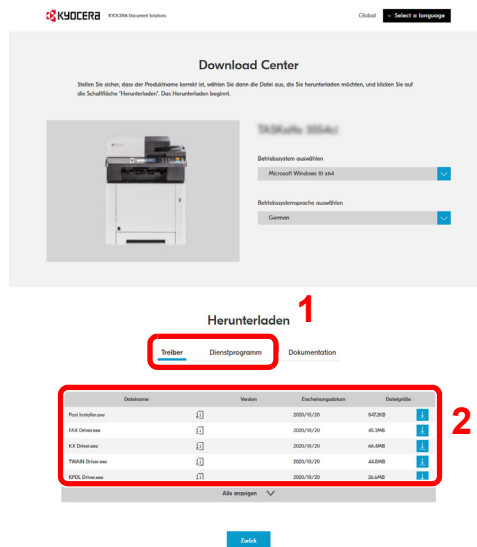 KYOCERA KYOCERA Document Solutions Global Select a language
Download Center
Stellen Sie sicher, dass der Produktname korrekt ist, wählen Sie dann die Datei aus, die Sie herunterladen möchten, und klicken Sie auf
die Schaltfläche "Herunterladen". Das Herunterladen beginnt.
Betriebssystem auswählen
Microsoft Windows 10 x64
Betriebssystemsprache auswählen
German
1
Herunterladen
Treiber Dienstprogramm Dokumentation
2
Dateiname Version Erscheinungsdatum Dateigröße
Post Installer.exe 2020/10/20 847.2KB
FAX Driver.exe 2020/10/20 45.3MB
KX Driver.exe 2020/10/20 66.4MB
TWAIN Driver.exe 2020/10/20 44.8MB
KPDL Driver.exe 2020/10/20 26.6MB
Alle anzeigen
Zurück